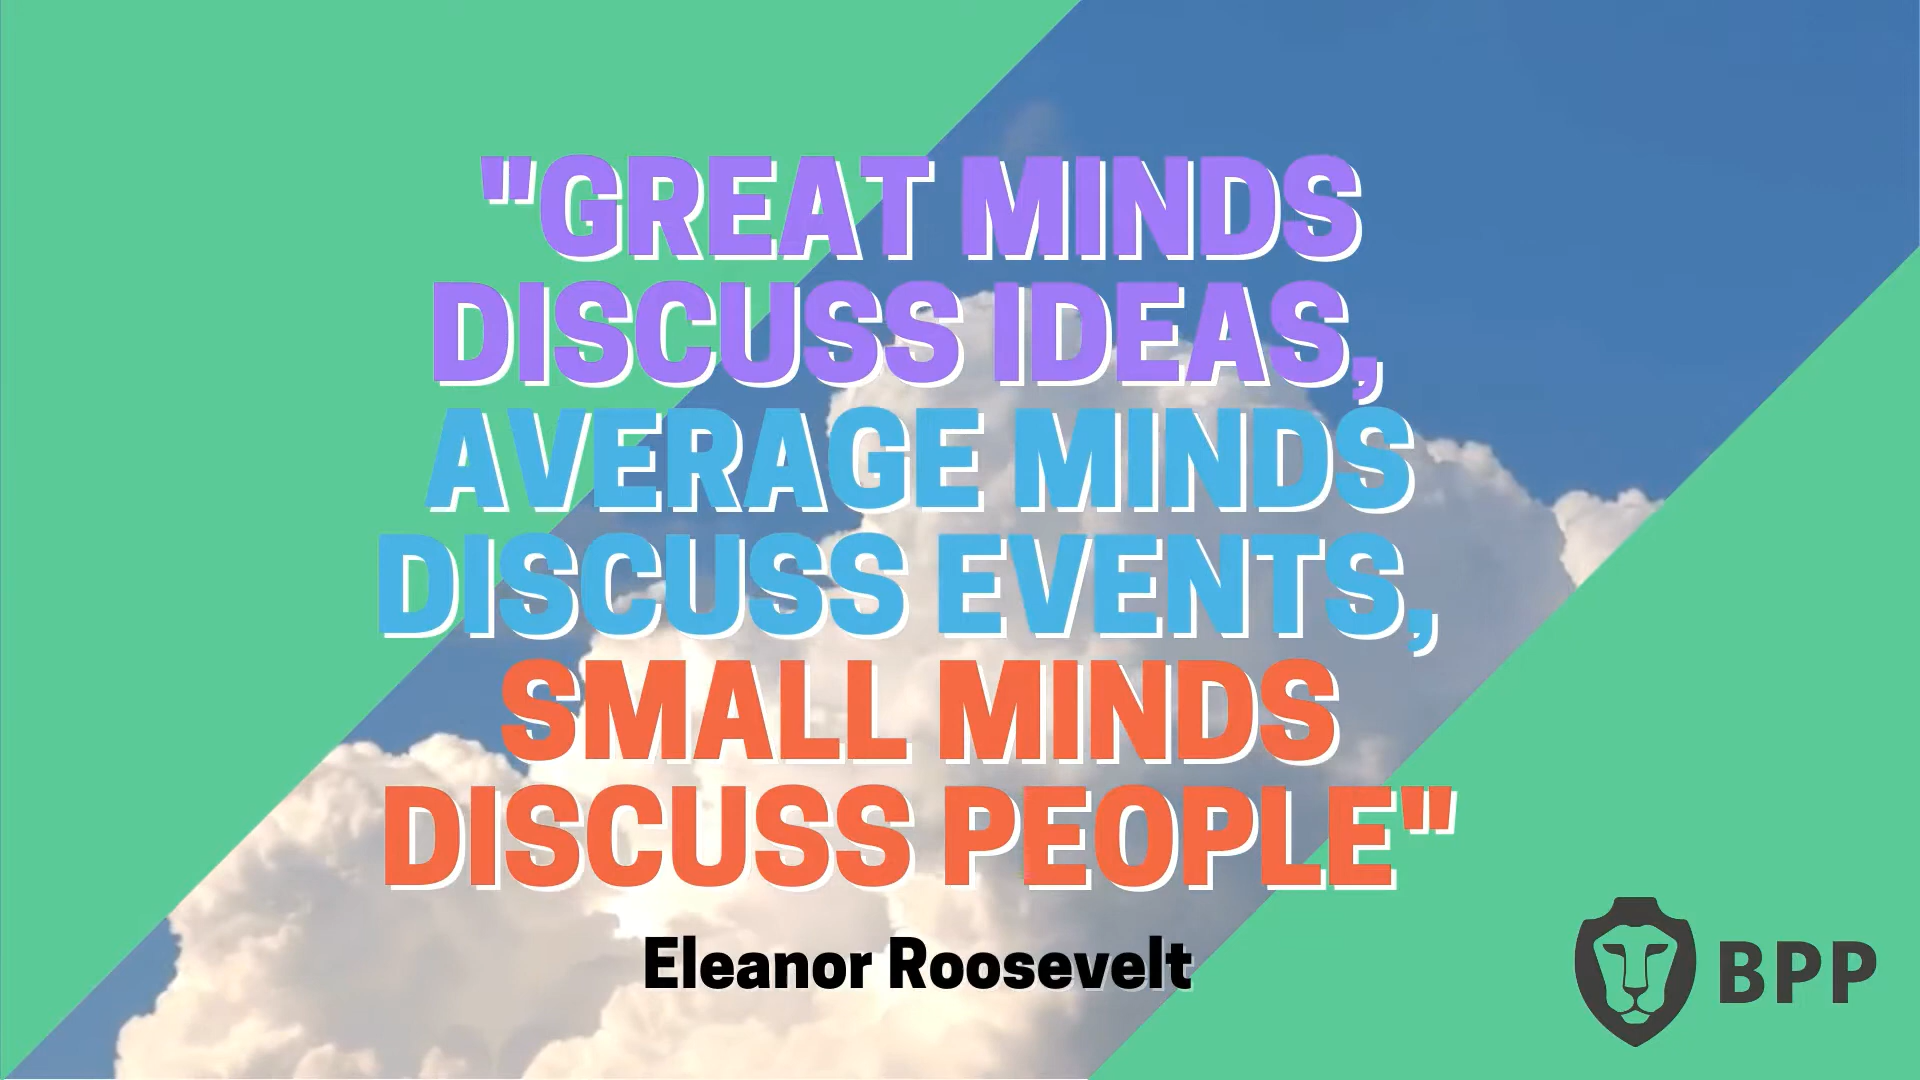 "GREAT MINDS
DISCUSS IDEAS,
AVERAGE MINDS
DISCUSS EVENTS,
SMALL MINDS
DISCUSS PEOPLE"
Eleanor Roosevelt
BPP